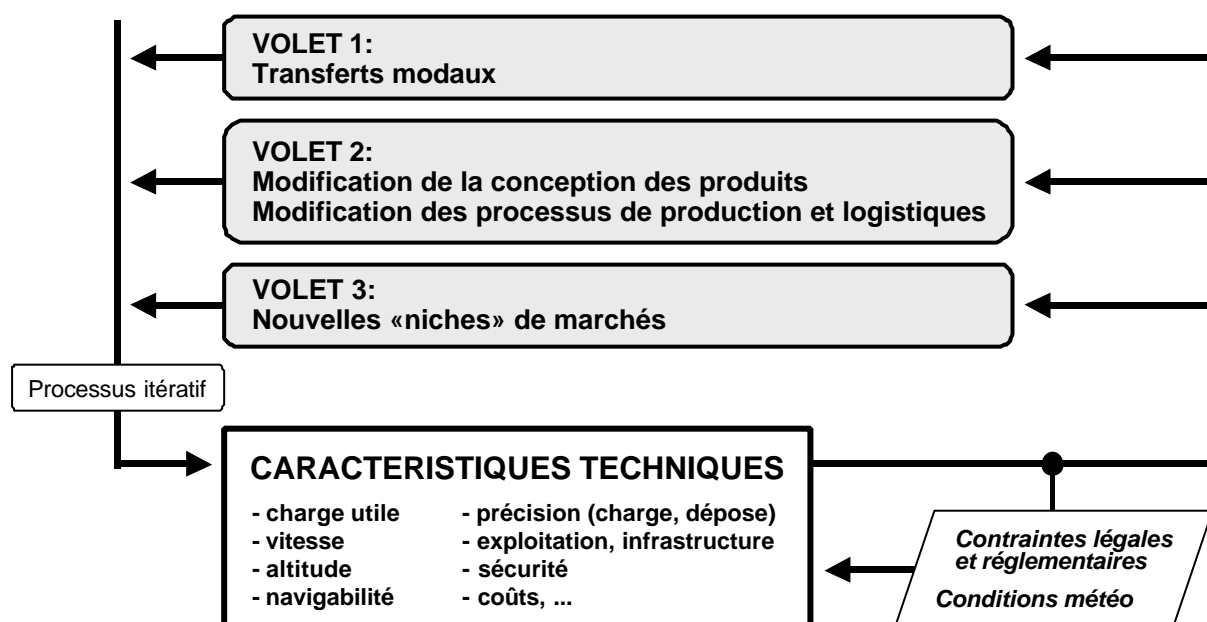 VOLET 1:
Transferts modaux
VOLET 2:
Modification de la conception des produits
Modification des processus de production et logistiques
VOLET 3:
Nouvelles «niches» de marchés
Processus itératif
CARACTERISTIQUES TECHNIQUES
- charge utile
- vitesse
- altitude
- navigabilité
- précision (charge, dépose)
- exploitation, infrastructure
- sécurité
- coûts, ...
Contraintes légales
et réglementaires
Conditions météo